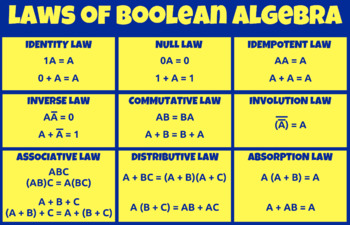 LAWS OF BOOLEAN ALGEBRA
IDENTITY LAW
1A = A
0 + A = A
NULL LAW
0A = 0
1 + A = 1
IDEMPOTENT LAW
AA = A
A + A = A
INVERSE LAW
AA̅ = 0
A + A̅ = 1
COMMUTATIVE LAW
AB = BA
A + B = B + A
INVOLUTION LAW
(A̅)̅ = A
ASSOCIATIVE LAW
ABC
(AB)C = A(BC)
A + B + C
(A + B) + C = A + (B + C)
DISTRIBUTIVE LAW
A + BC = (A + B)(A + C)
A (B + C) = AB + AC
ABSORPTION LAW
A (A + B) = A
A + AB = A